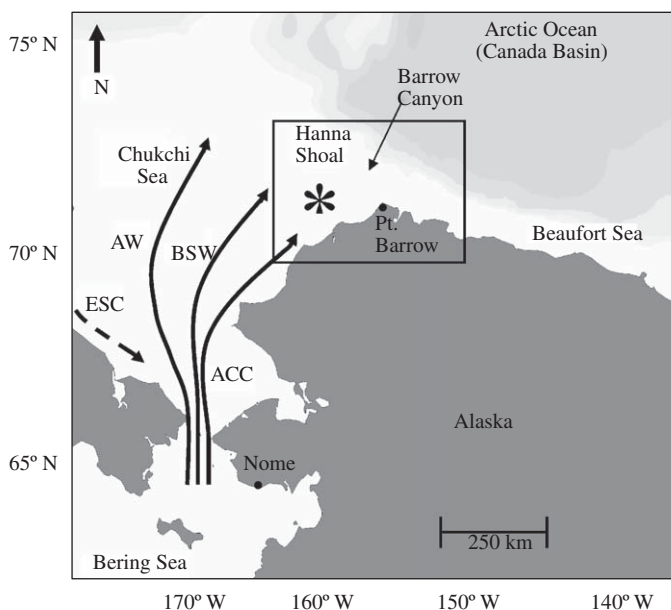 75º N
Arctic Ocean
(Canada Basin)
N
Barrow
Canyon
Hanna
Shoal
Chukchi
Sea
Pt.
Barrow
70º N
AW
BSW
Beaufort Sea
ESC
ACC
Alaska
65º N
Nome
250 km
Bering Sea
170º W
160º W
150º W
140º W